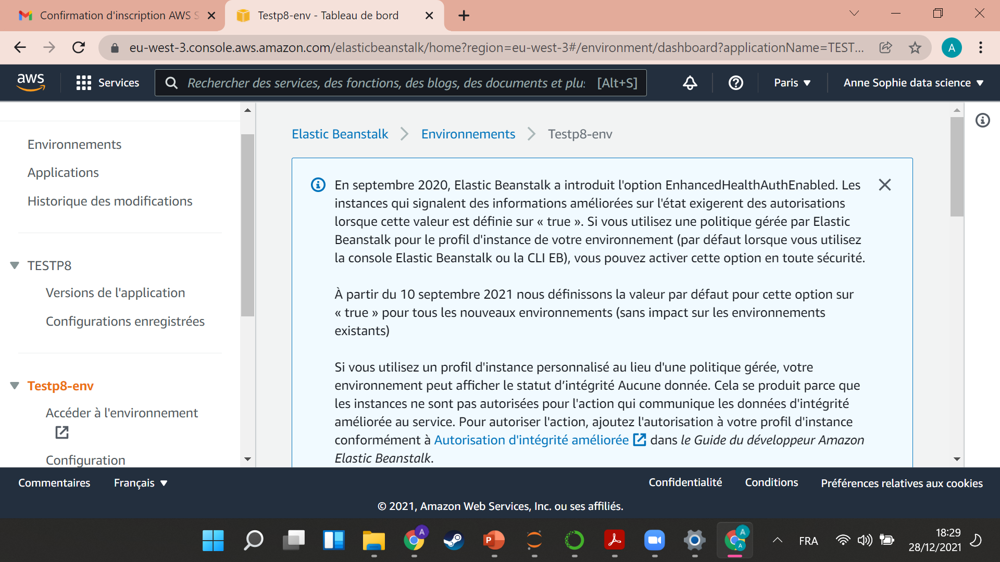 Confirmation d'inscription AWS S
Testp8-env - Tableau de bord
eu-west-3.console.aws.amazon.com/elasticbeanstalk/home?region=eu-west-3#/environment/dashboard?applicationName=TEST...
A
aws
Services
Rechercher des services, des fonctions, des blogs, des documents et plus
[Alt+S]
Paris
Anne Sophie data science
Environnements
Applications
Historique des modifications
TESTP8
Versions de l'application
Configurations enregistrées
Testp8-env
Accéder à l'environnement
Configuration
Elastic Beanstalk > Environnements > Testp8-env
En septembre 2020, Elastic Beanstalk a introduit l'option EnhancedHealthAuthEnabled. Les
instances qui signalent des informations améliorées sur l'état exigerent des autorisations
lorsque cette valeur est définie sur « true ». Si vous utilisez une politique gérée par Elastic
Beanstalk pour le profil d'instance de votre environnement (par défaut lorsque vous utilisez
la console Elastic Beanstalk ou la CLI EB), vous pouvez activer cette option en toute sécurité.
À partir du 10 septembre 2021 nous définissons la valeur par défaut pour cette option sur
« true » pour tous les nouveaux environnements (sans impact sur les environnements
existants)
Si vous utilisez un profil d'instance personnalisé au lieu d'une politique gérée, votre
environnement peut afficher le statut d’intégrité Aucune donnée. Cela se produit parce que
les instances ne sont pas autorisées pour l'action qui communique les données d'intégrité
améliorée au service. Pour autoriser l'action, ajoutez l'autorisation à votre profil d'instance
conformément à Autorisation d'intégrité améliorée dans le Guide du développeur Amazon
Elastic Beanstalk.
Commentaires
Français
Confidentialité
Conditions
Préférences relatives aux cookies
© 2021, Amazon Web Services, Inc. ou ses affiliés.
A
P
A
A
FRA
18:29
28/12/2021